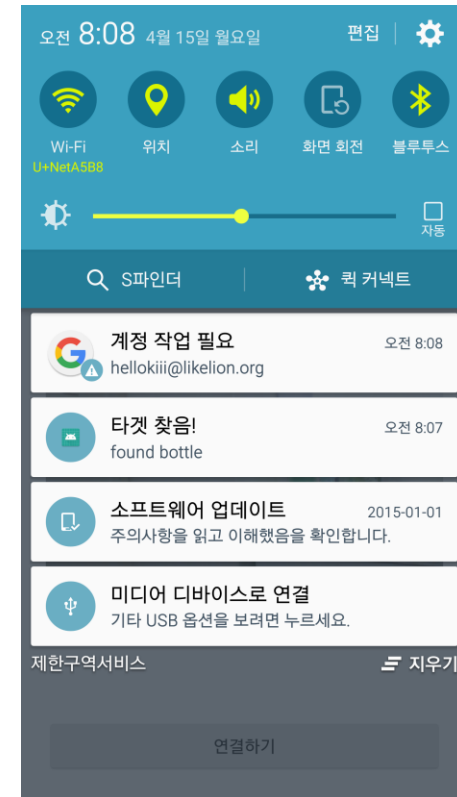 오전 8:08 4월 15일 월요일 편집
Wi-Fi 위치 소리 화면 회전 블루투스
U+NetA5B8
자동
S파인더 퀵 커넥트
계정 작업 필요 오전 8:08
hellokiii@likelion.org
타겟 찾음! 오전 8:07
found bottle
소프트웨어 업데이트 2015-01-01
주의사항을 읽고 이해했음을 확인합니다.
미디어 디바이스로 연결
기타 USB 옵션을 보려면 누르세요.
제한구역서비스 지우기
연결하기